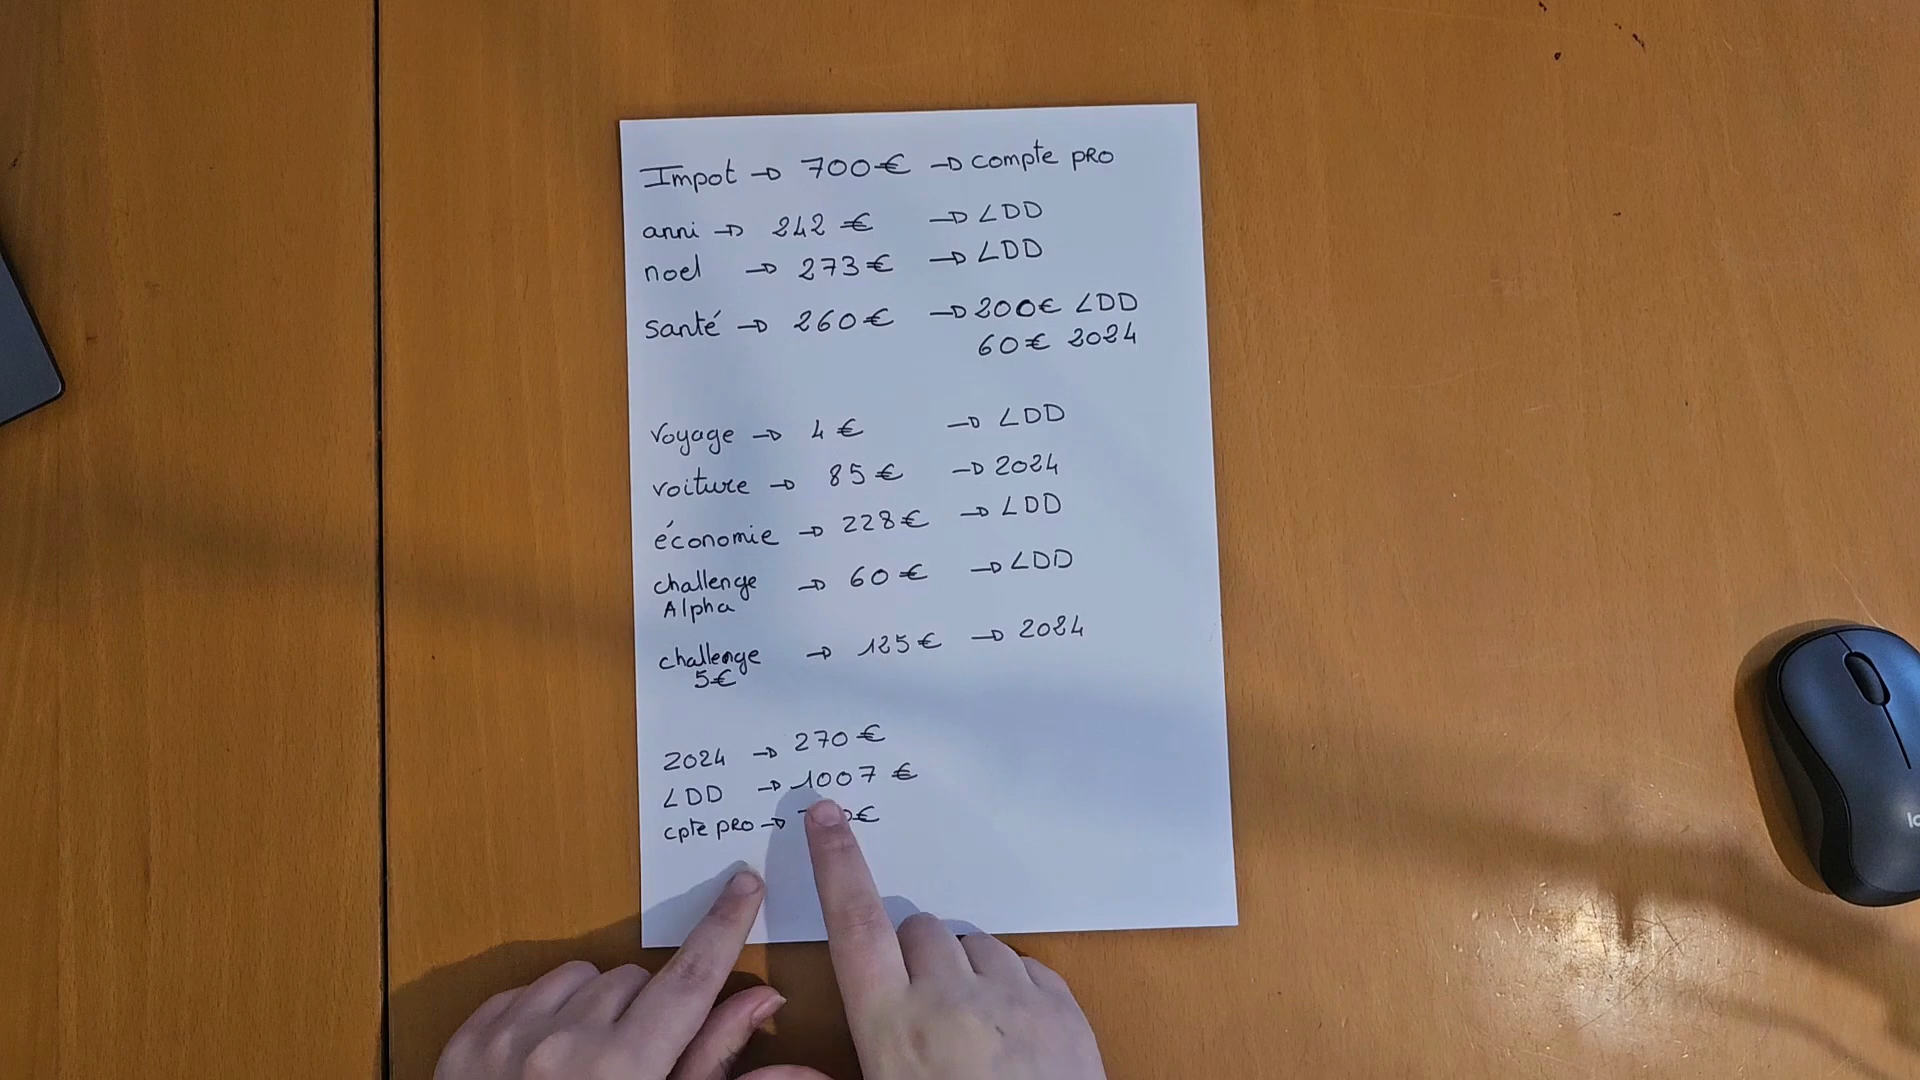 Impot → 700€ → compte PRO
anni → 242 € → LDD
noel → 273€ → LDD
santé → 260€ → 200€ LDD
60€ 2024
voyage → 4€ → LDD
voiture → 85€ → 2024
économie → 228€ → LDD
challenge Alpha → 60€ → LDD
challenge 5€ → 125€ → 2024
2024 → 270€
LDD → 1007 €
cpte PRO →